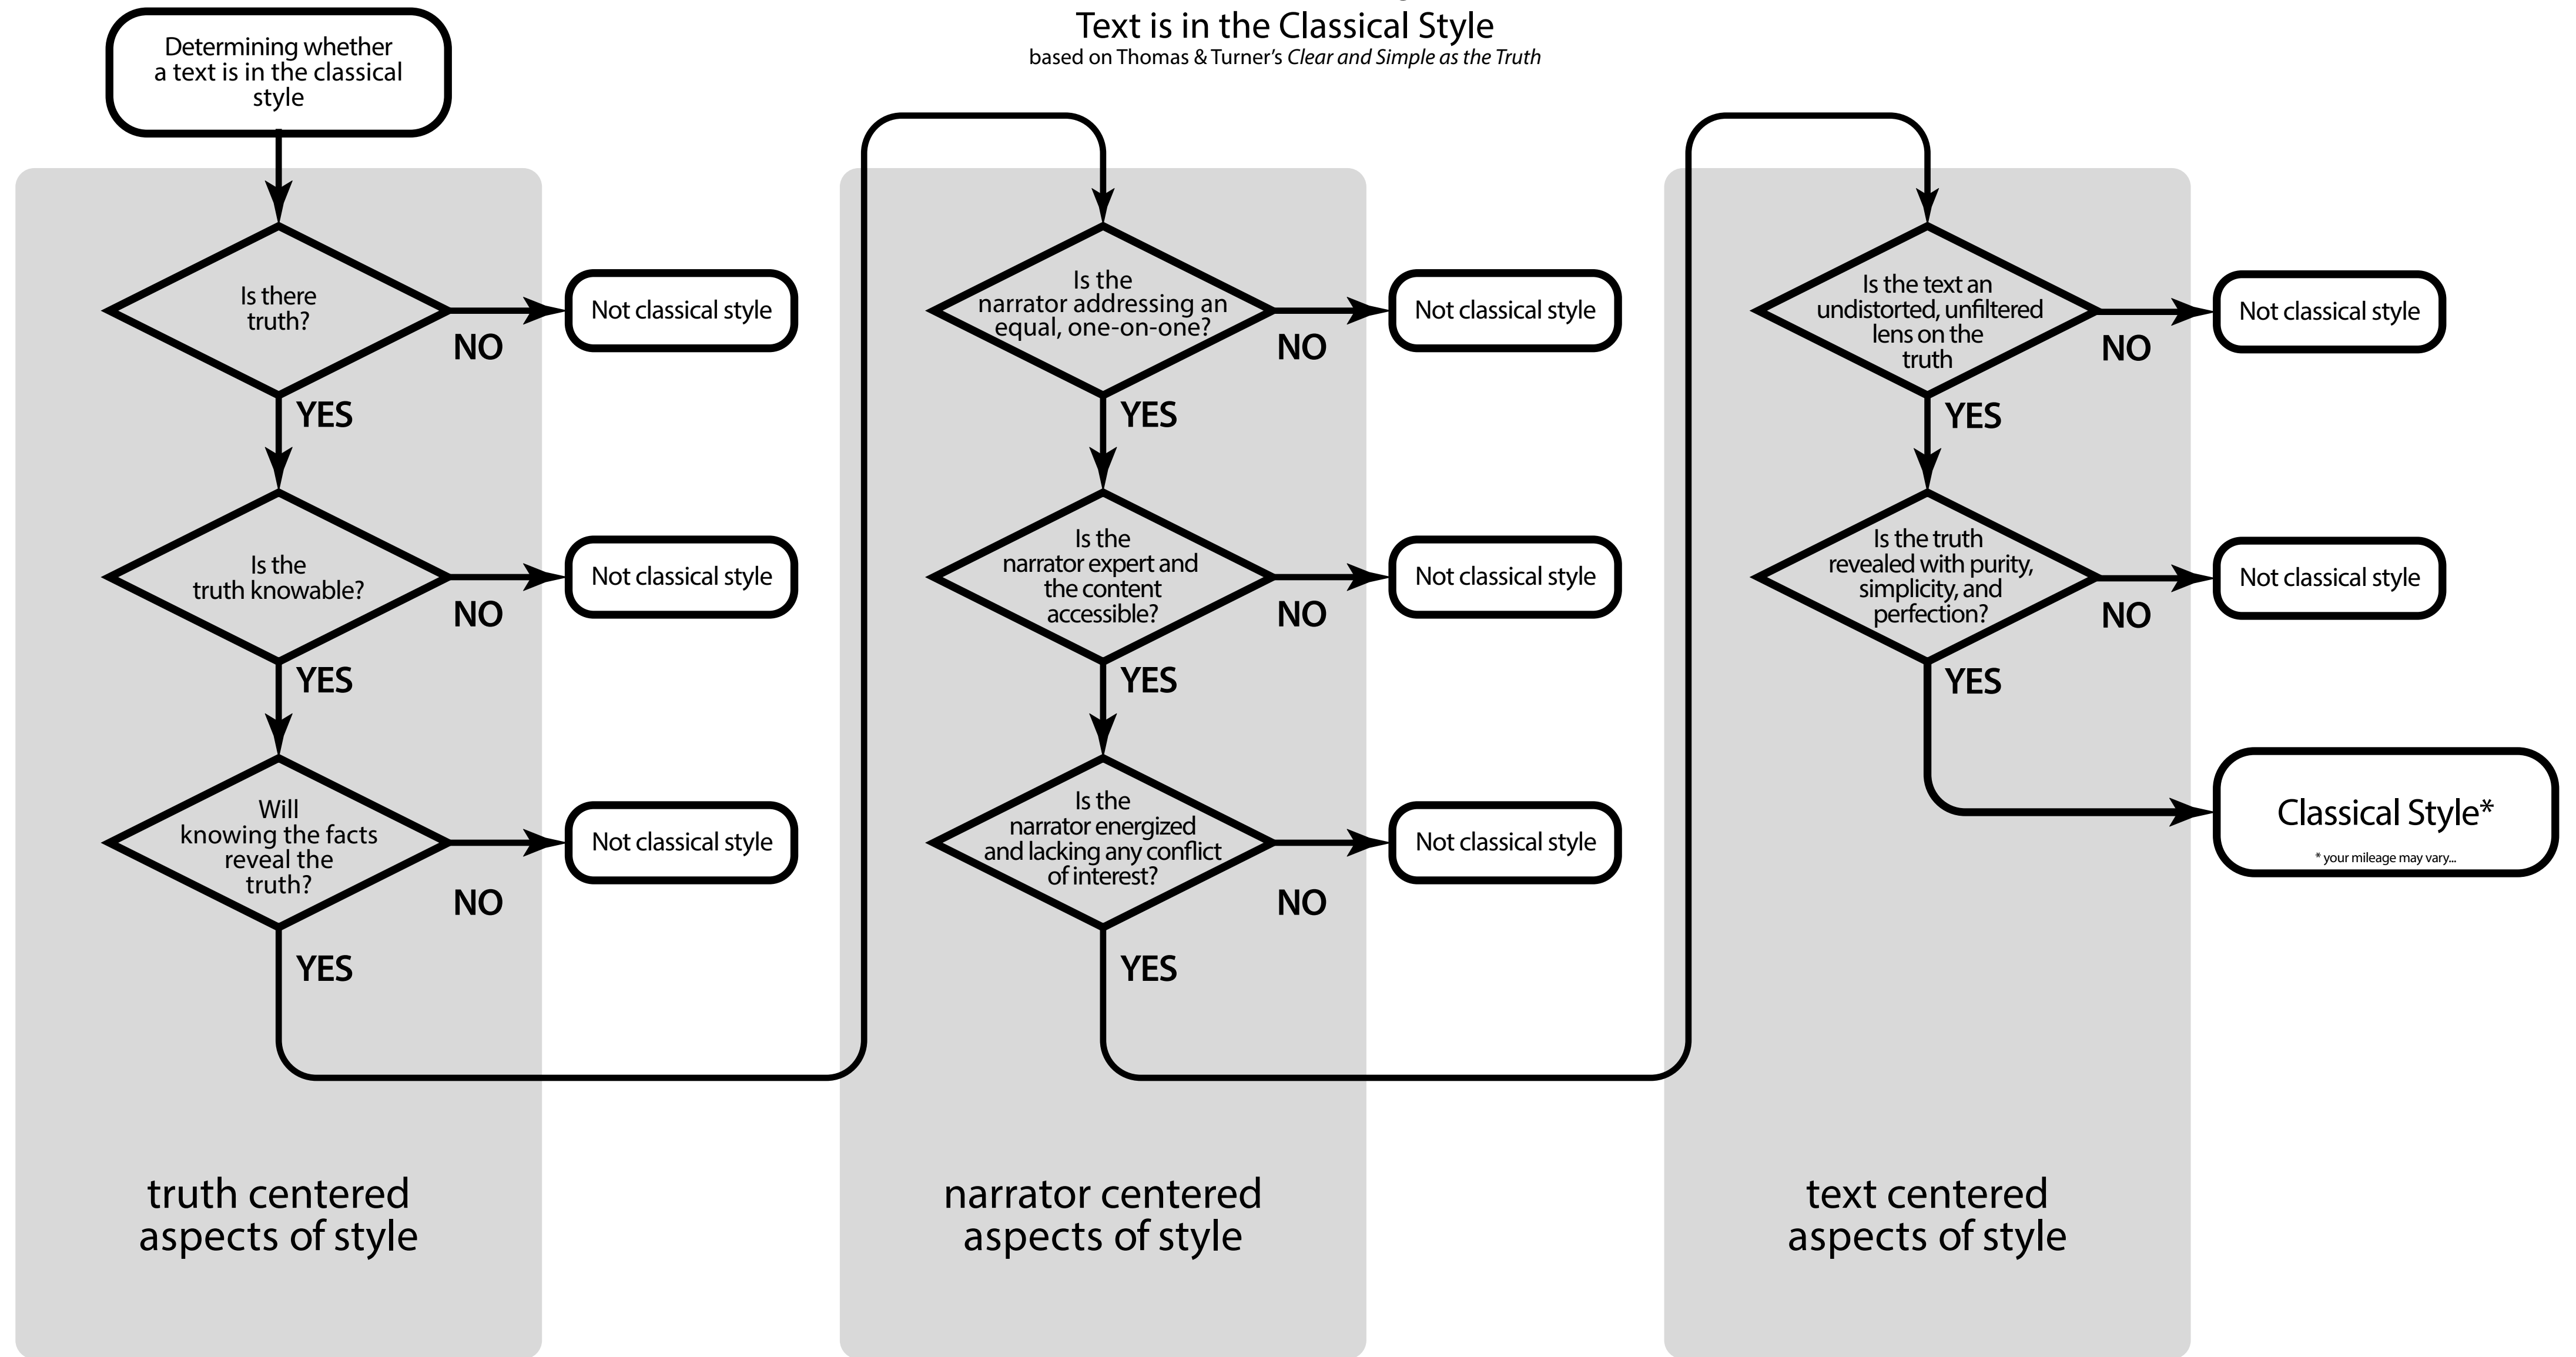 Text is in the Classical Style
based on Thomas & Turner's Clear and Simple as the Truth
Determining whether
a text is in the classical
style
Is there
truth?
NO
Not classical style
YES
Is the
truth knowable?
NO
Not classical style
YES
Will
knowing the facts
reveal the
truth?
NO
Not classical style
YES
truth centered
aspects of style
Is the
narrator addressing an
equal, one-on-one?
NO
Not classical style
YES
Is the
narrator expert and
the content
accessible?
NO
Not classical style
YES
Is the
narrator energized
and lacking any conflict
of interest?
NO
Not classical style
YES
narrator centered
aspects of style
Is the text an
undistorted, unfiltered
lens on the
truth
NO
Not classical style
YES
Is the truth
revealed with purity,
simplicity, and
perfection?
NO
Not classical style
YES
Classical Style*
* your mileage may vary...
text centered
aspects of style